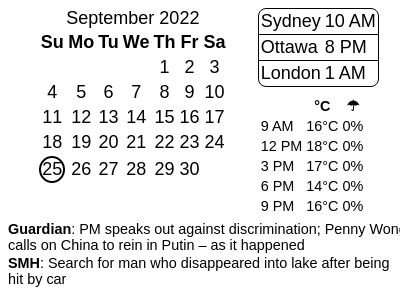 September 2022
Su Mo Tu We Th Fr Sa
1 2 3
4 5 6 7 8 9 10
11 12 13 14 15 16 17
18 19 20 21 22 23 24
25 26 27 28 29 30
Sydney 10 AM
Ottawa 8 PM
London 1 AM
°C ☂
9 AM 16°C 0%
12 PM 18°C 0%
3 PM 17°C 0%
6 PM 14°C 0%
9 PM 16°C 0%
Guardian: PM speaks out against discrimination; Penny Wong
calls on China to rein in Putin – as it happened
SMH: Search for man who disappeared into lake after being
hit by car